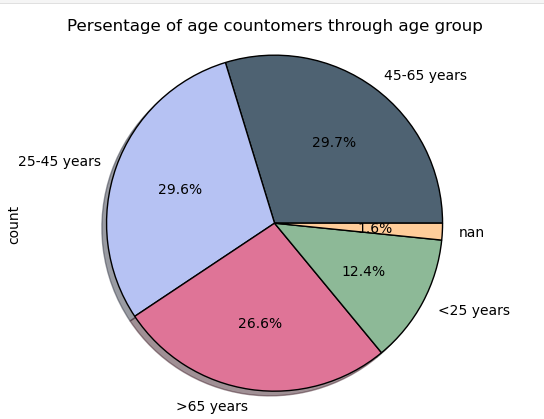 Persentage of age countomers through age group
45-65 years
29.7%
25-45 years
29.6%
count
1.6%
nan
12.4%
<25 years
26.6%
>65 years